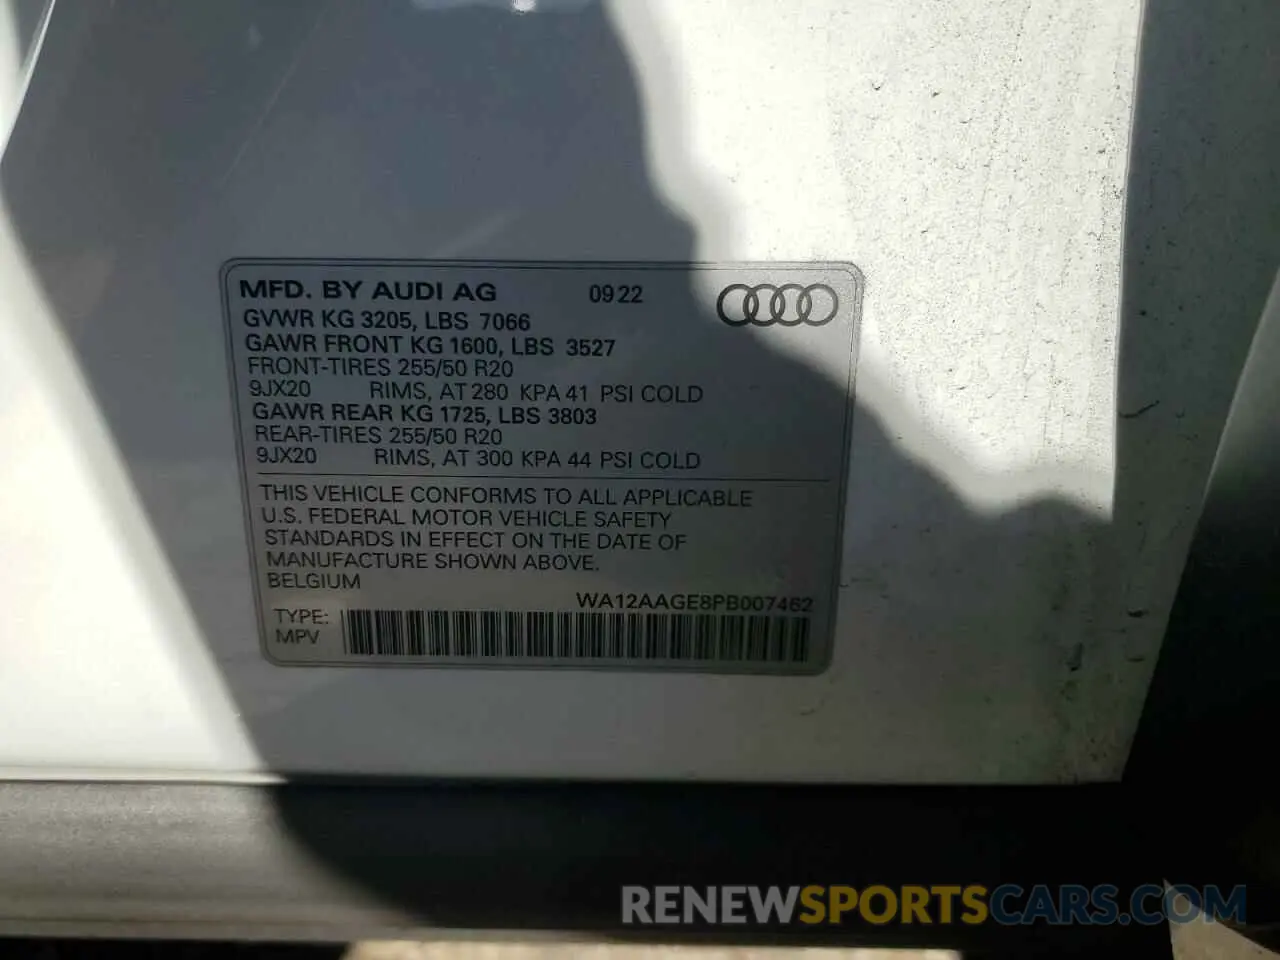 MFD. BY AUDI AG 09 22
GVWR KG 3205, LBS 7066
GAWR FRONT KG 1600, LBS 3527
FRONT-TIRES 255/50 R20
9JX20 RIMS, AT 280 KPA 41 PSI COLD
GAWR REAR KG 1725, LBS 3803
REAR-TIRES 255/50 R20
9JX20 RIMS, AT 300 KPA 44 PSI COLD
THIS VEHICLE CONFORMS TO ALL APPLICABLE
U.S. FEDERAL MOTOR VEHICLE SAFETY
STANDARDS IN EFFECT ON THE DATE OF
MANUFACTURE SHOWN ABOVE.
BELGIUM
WA12AAGE8PB007462
TYPE:
MPV
RENEWSPORTSCARS.COM